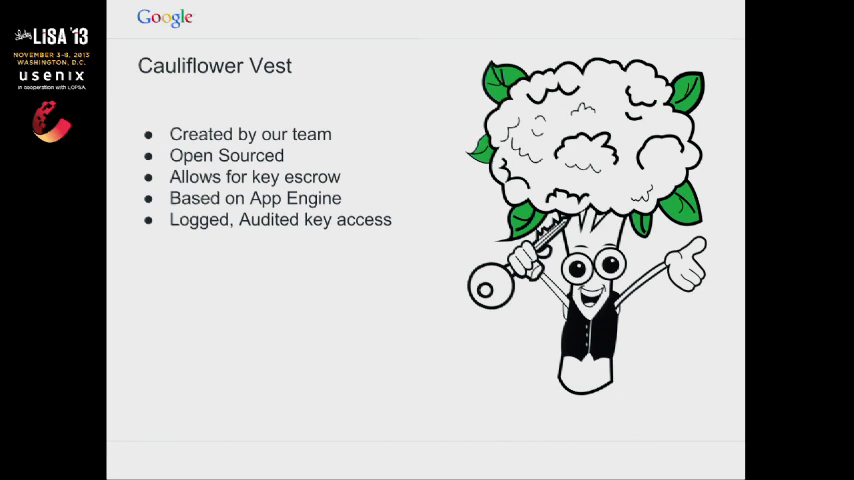 Lucky LISA '13
NOVEMBER 3-8, 2013
WASHINGTON, D.C.
usenix
in cooperation with LOPSA
Google
Cauliflower Vest
● Created by our team
● Open Sourced
● Allows for key escrow
● Based on App Engine
● Logged, Audited key access